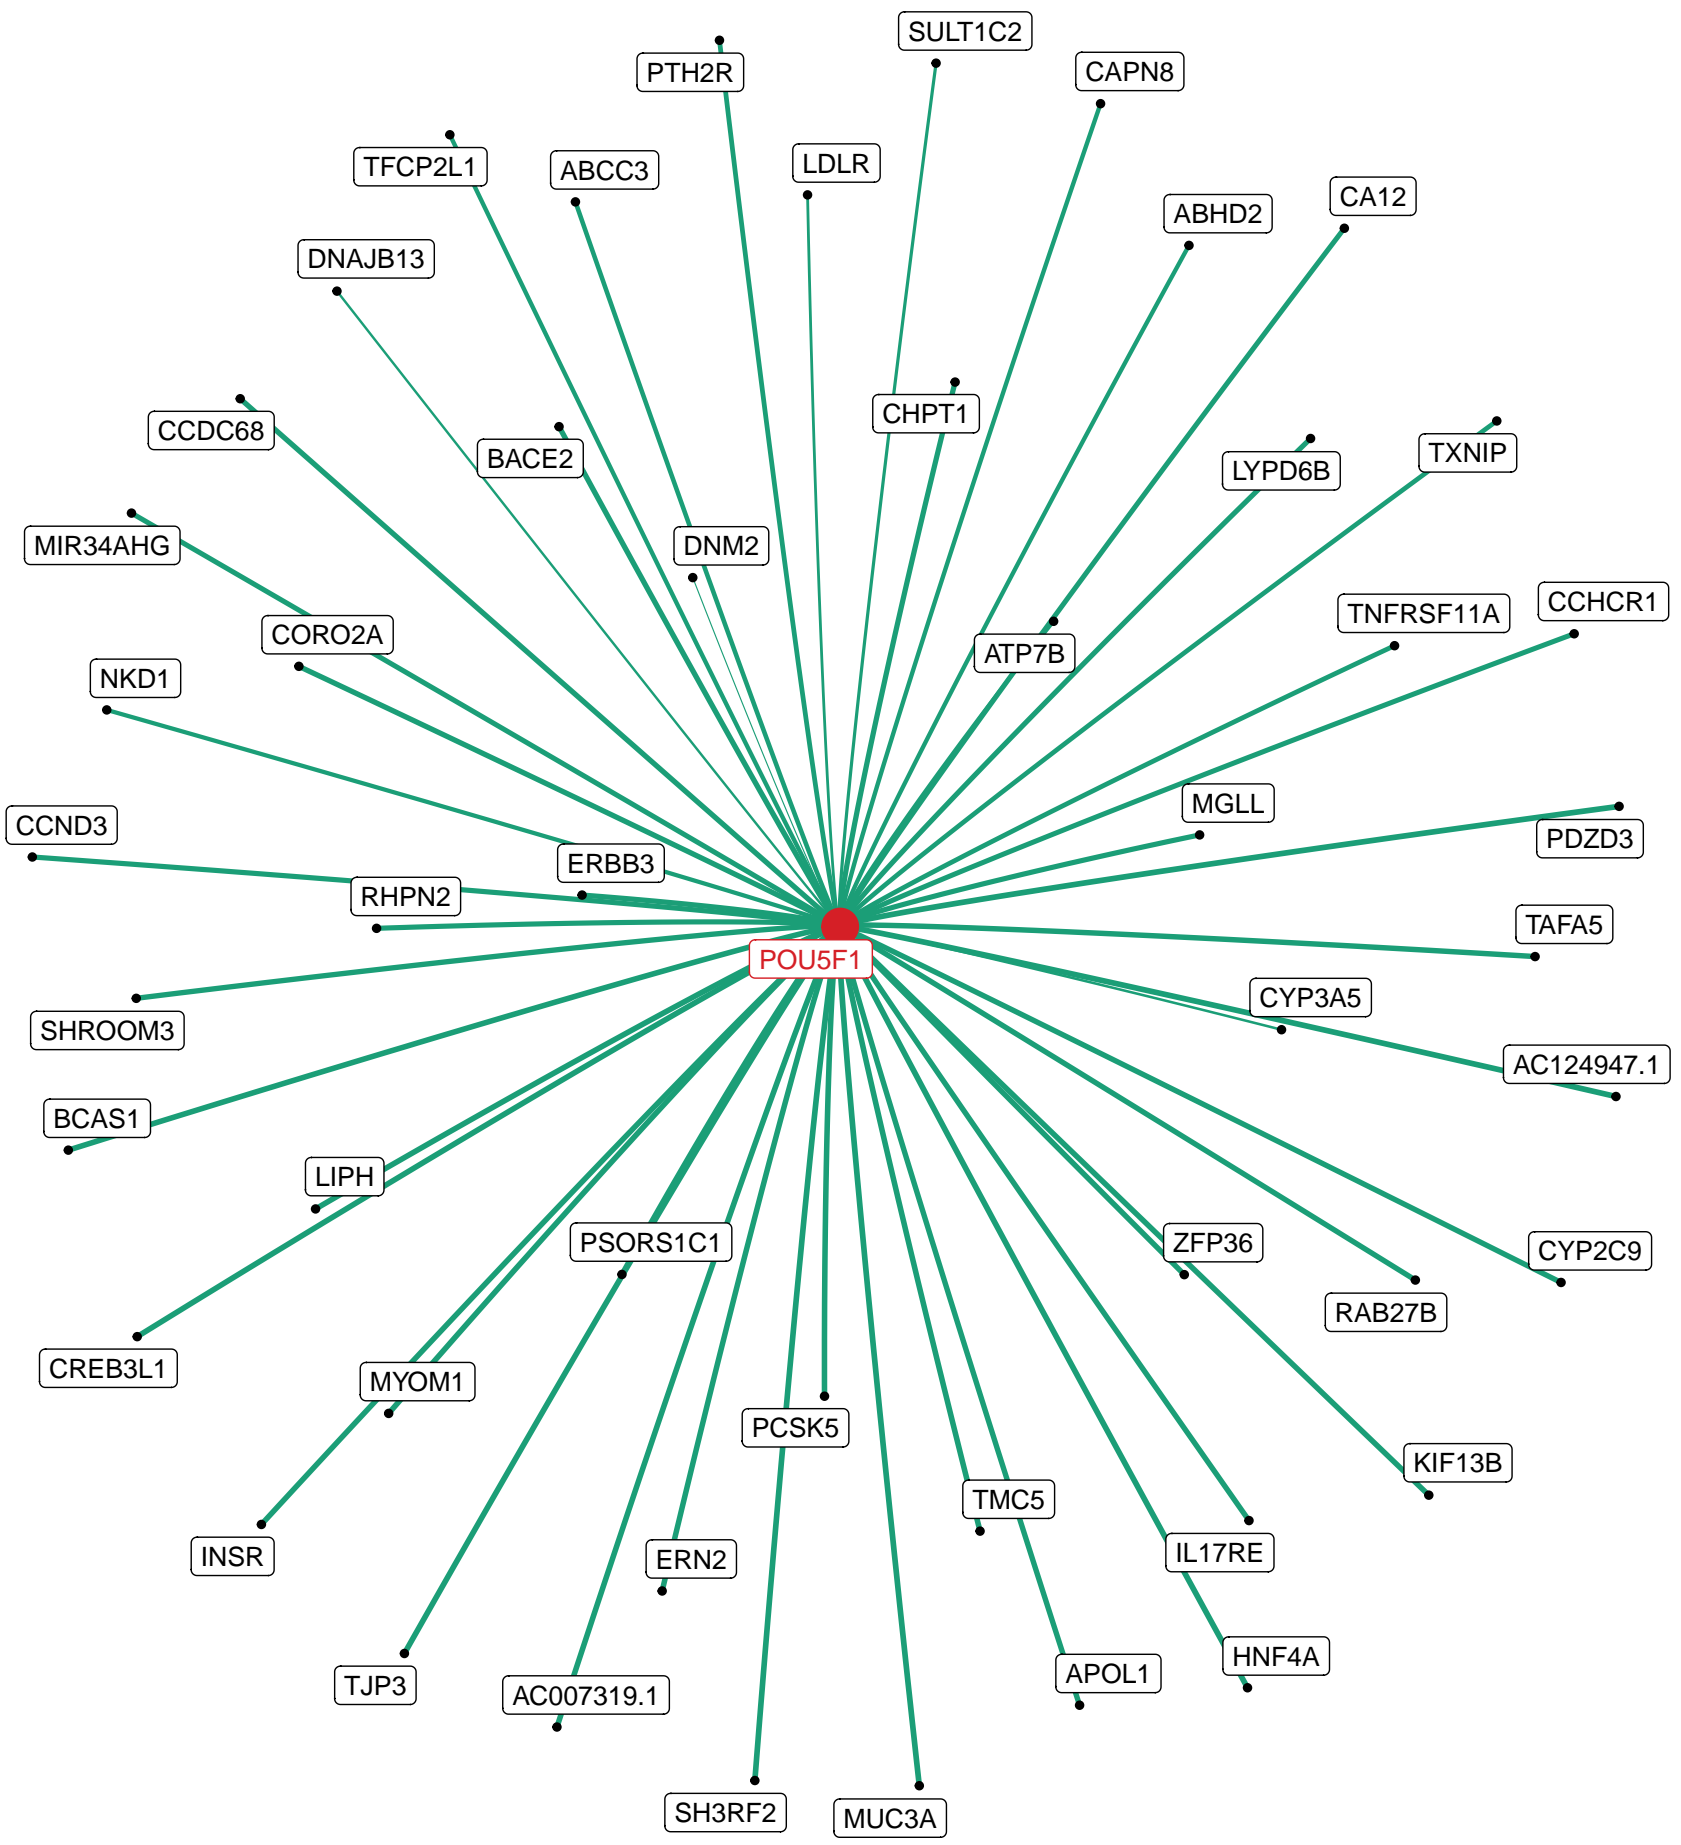 SULT1C2
PTH2R
CAPN8
TFCP2L1
ABCC3
LDLR
CA12
ABHD2
DNAJB13
CHPT1
CCDC68
BACE2
TXNIP
LYPD6B
MIR34AHG
DNM2
CCHCR1
TNFRSF11A
CORO2A
ATP7B
NKD1
MGLL
CCND3
PDZD3
ERBB3
RHPN2
TAFA5
POU5F1
CYP3A5
SHROOM3
AC124947.1
BCAS1
LIPH
PSORS1C1
ZFP36
CYP2C9
RAB27B
CREB3L1
MYOM1
PCSK5
KIF13B
TMC5
INSR
ERN2
IL17RE
HNF4A
APOL1
TJP3
AC007319.1
SH3RF2
MUC3A